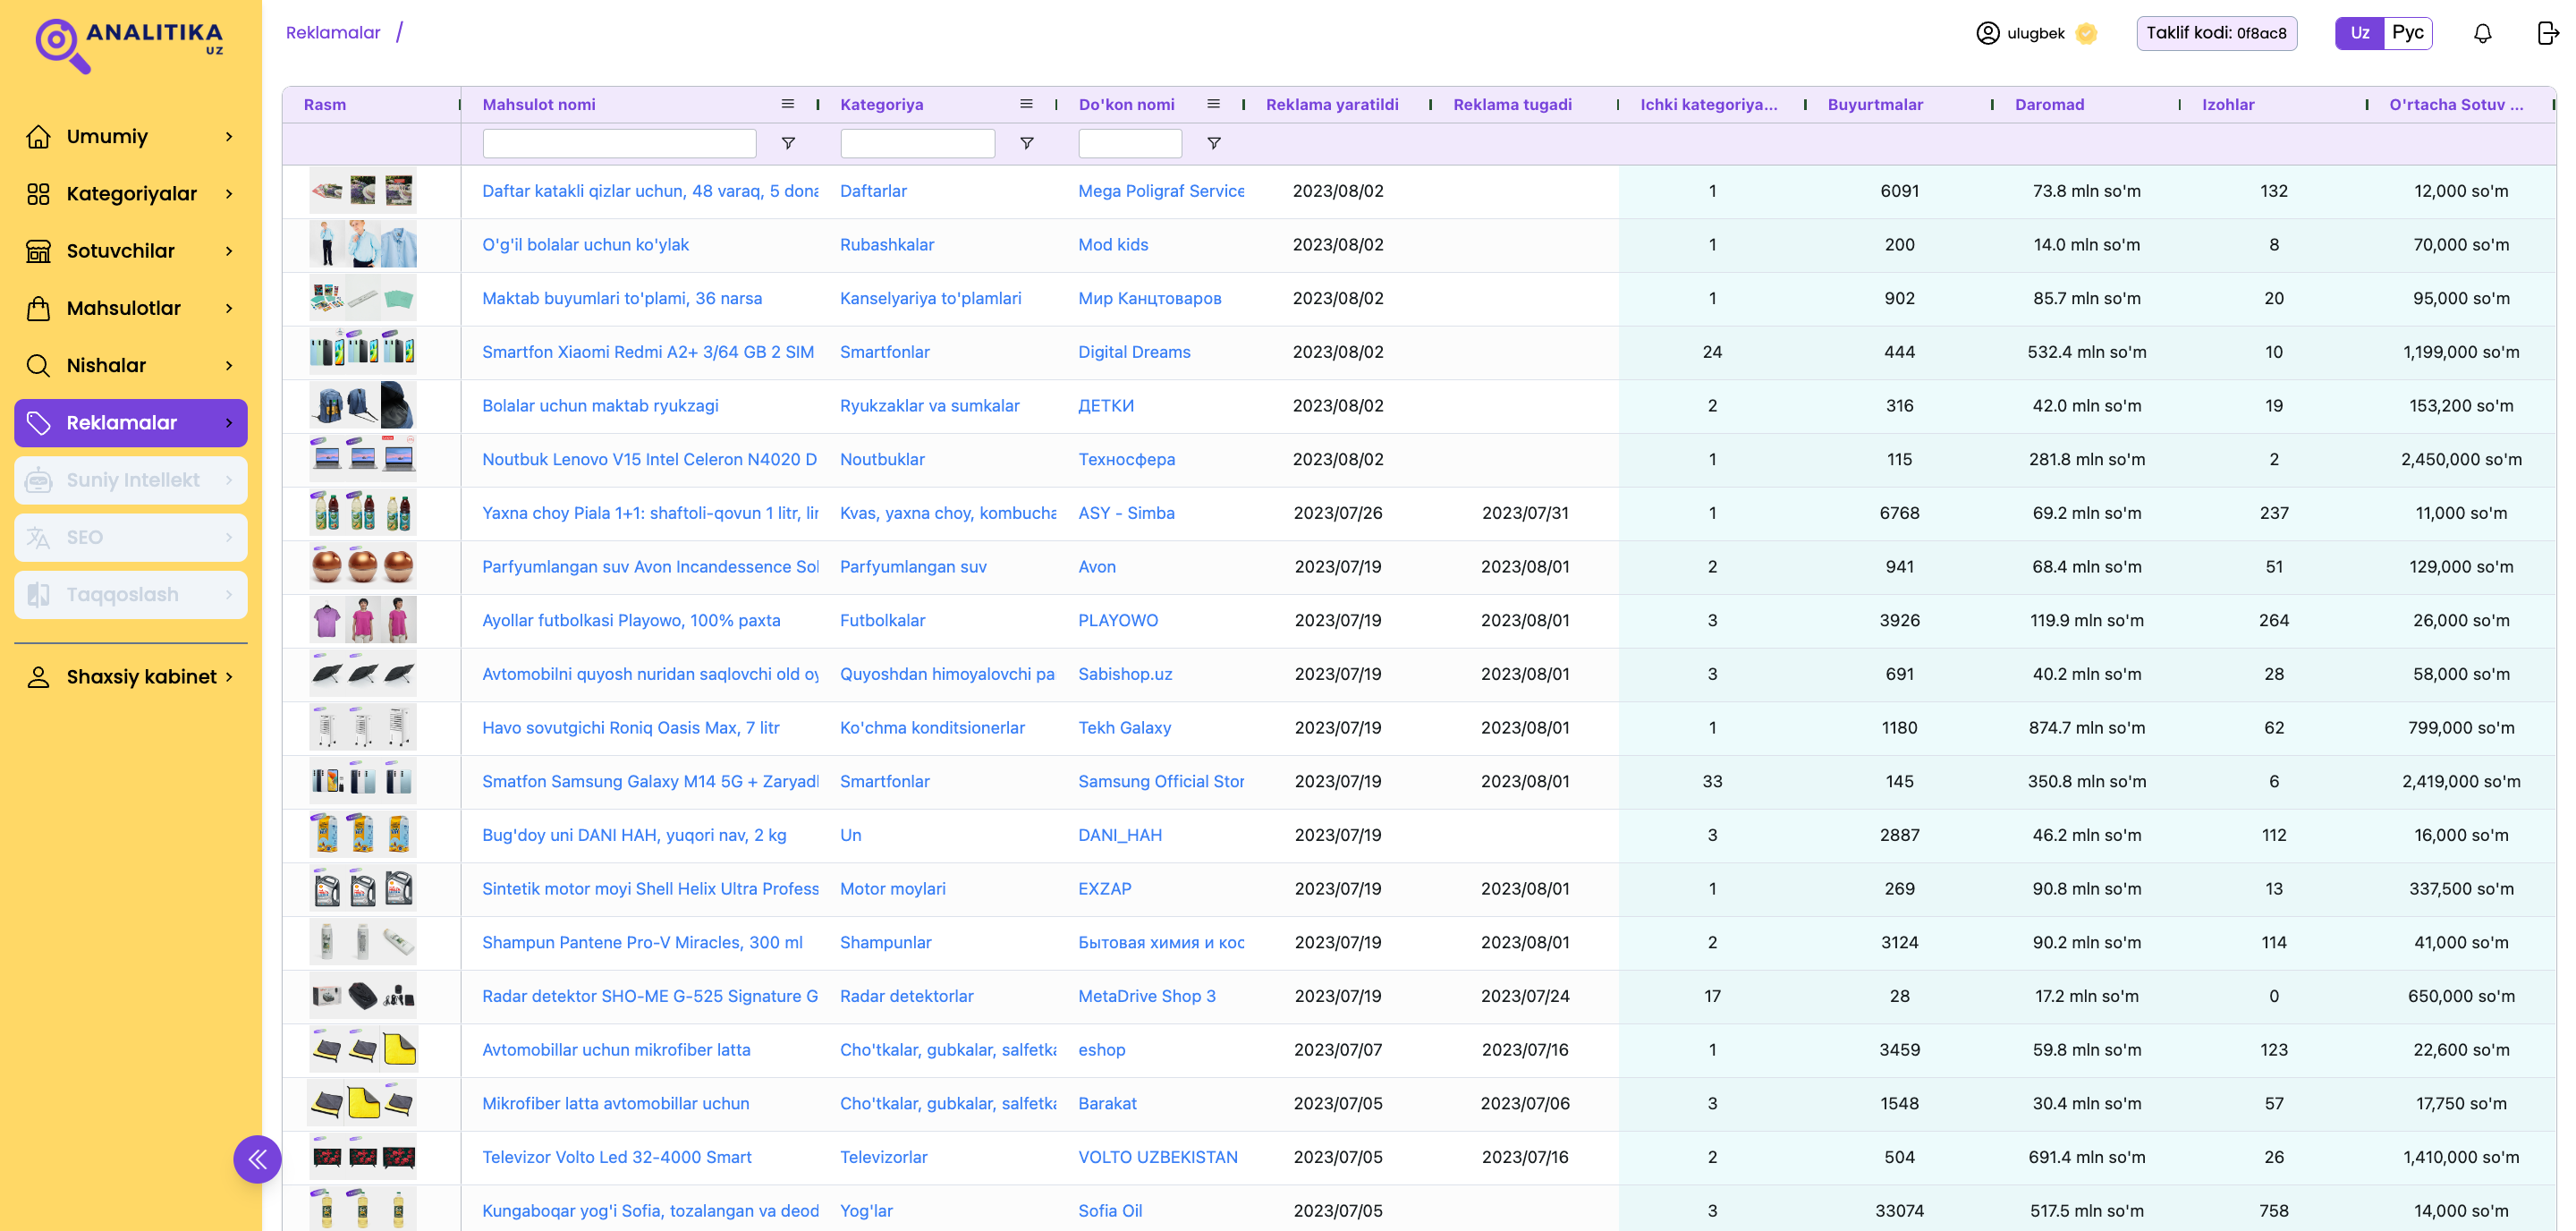 ANALITIKA
UZ
Reklamalar /
ulugbek
Taklif kodi: 0f8ac8
Uz Рус
Umumiy
Kategoriyalar
Sotuvchilar
Mahsulotlar
Nishalar
Reklamalar
Suniy Intellekt
SEO
Taqqoslash
Shaxsiy kabinet
Rasm Mahsulot nomi Kategoriya Do'kon nomi Reklama yaratildi Reklama tugadi Ichki kategoriya... Buyurtmalar Daromad Izohlar O'rtacha Sotuv ...
Daftar katakli qizlar uchun, 48 varaq, 5 dona Daftarlar Mega Poligraf Service 2023/08/02 1 6091 73.8 mln so'm 132 12,000 so'm
O'g'il bolalar uchun ko'ylak Rubashkalar Mod kids 2023/08/02 1 200 14.0 mln so'm 8 70,000 so'm
Maktab buyumlari to'plami, 36 narsa Kanselyariya to'plamlari Мир Канцтоваров 2023/08/02 1 902 85.7 mln so'm 20 95,000 so'm
Smartfon Xiaomi Redmi A2+ 3/64 GB 2 SIM Smartfonlar Digital Dreams 2023/08/02 24 444 532.4 mln so'm 10 1,199,000 so'm
Bolalar uchun maktab ryukzagi Ryukzaklar va sumkalar ДЕТКИ 2023/08/02 2 316 42.0 mln so'm 19 153,200 so'm
Noutbuk Lenovo V15 Intel Celeron N4020 D Noutbuklar Техносфера 2023/08/02 1 115 281.8 mln so'm 2 2,450,000 so'm
Yaxna choy Piala 1+1: shaftoli-qovun 1 litr, lir Kvas, yaxna choy, kombucha ASY - Simba 2023/07/26 2023/07/31 1 6768 69.2 mln so'm 237 11,000 so'm
Parfyumlangan suv Avon Incandessence Sol Parfyumlangan suv Avon 2023/07/19 2023/08/01 2 941 68.4 mln so'm 51 129,000 so'm
Ayollar futbolkasi Playowo, 100% paxta Futbolkalar PLAYOWO 2023/07/19 2023/08/01 3 3926 119.9 mln so'm 264 26,000 so'm
Avtomobilni quyosh nuridan saqlovchi old oy Quyoshdan himoyalovchi pa Sabishop.uz 2023/07/19 2023/08/01 3 691 40.2 mln so'm 28 58,000 so'm
Havo sovutgichi Roniq Oasis Max, 7 litr Ko'chma konditsionerlar Tekh Galaxy 2023/07/19 2023/08/01 1 1180 874.7 mln so'm 62 799,000 so'm
Smatfon Samsung Galaxy M14 5G + Zaryadl Smartfonlar Samsung Official Stor 2023/07/19 2023/08/01 33 145 350.8 mln so'm 6 2,419,000 so'm
Bug'doy uni DANI HAH, yuqori nav, 2 kg Un DANI_HAH 2023/07/19 3 2887 46.2 mln so'm 112 16,000 so'm
Sintetik motor moyi Shell Helix Ultra Profess Motor moylari EXZAP 2023/07/19 2023/08/01 1 269 90.8 mln so'm 13 337,500 so'm
Shampun Pantene Pro-V Miracles, 300 ml Shampunlar Бытовая химия и кос 2023/07/19 2023/08/01 2 3124 90.2 mln so'm 114 41,000 so'm
Radar detektor SHO-ME G-525 Signature G Radar detektorlar MetaDrive Shop 3 2023/07/19 2023/07/24 17 28 17.2 mln so'm 0 650,000 so'm
Avtomobillar uchun mikrofiber latta Cho'tkalar, gubkalar, salfetka eshop 2023/07/07 2023/07/16 1 3459 59.8 mln so'm 123 22,600 so'm
Mikrofiber latta avtomobillar uchun Cho'tkalar, gubkalar, salfetka Barakat 2023/07/05 2023/07/06 3 1548 30.4 mln so'm 57 17,750 so'm
Televizor Volto Led 32-4000 Smart Televizorlar VOLTO UZBEKISTAN 2023/07/05 2023/07/16 2 504 691.4 mln so'm 26 1,410,000 so'm
Kungaboqar yog'i Sofia, tozalangan va deod Yog'lar Sofia Oil 2023/07/05 3 33074 517.5 mln so'm 758 14,000 so'm